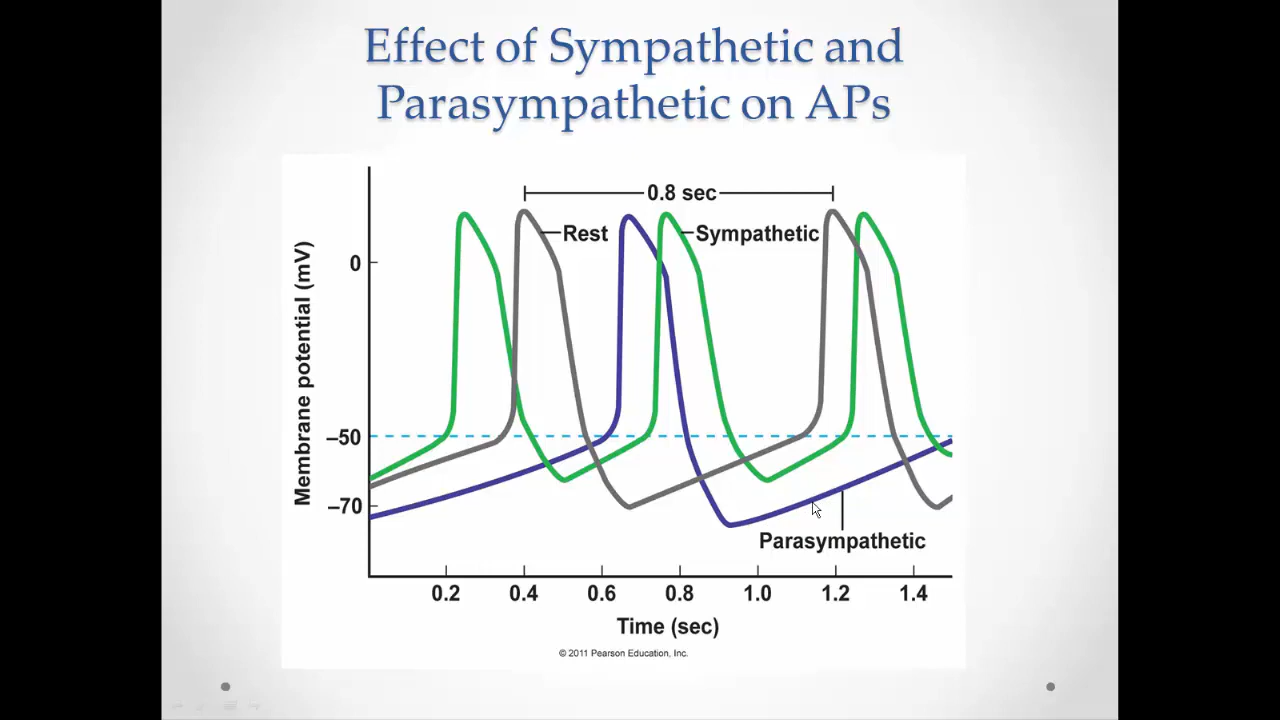 Effect of Sympathetic and
Parasympathetic on APs
0.8 sec
Rest
Sympathetic
Membrane potential (mV)
0
–50
–70
Parasympathetic
0.2 0.4 0.6 0.8 1.0 1.2 1.4
Time (sec)
© 2011 Pearson Education, Inc.